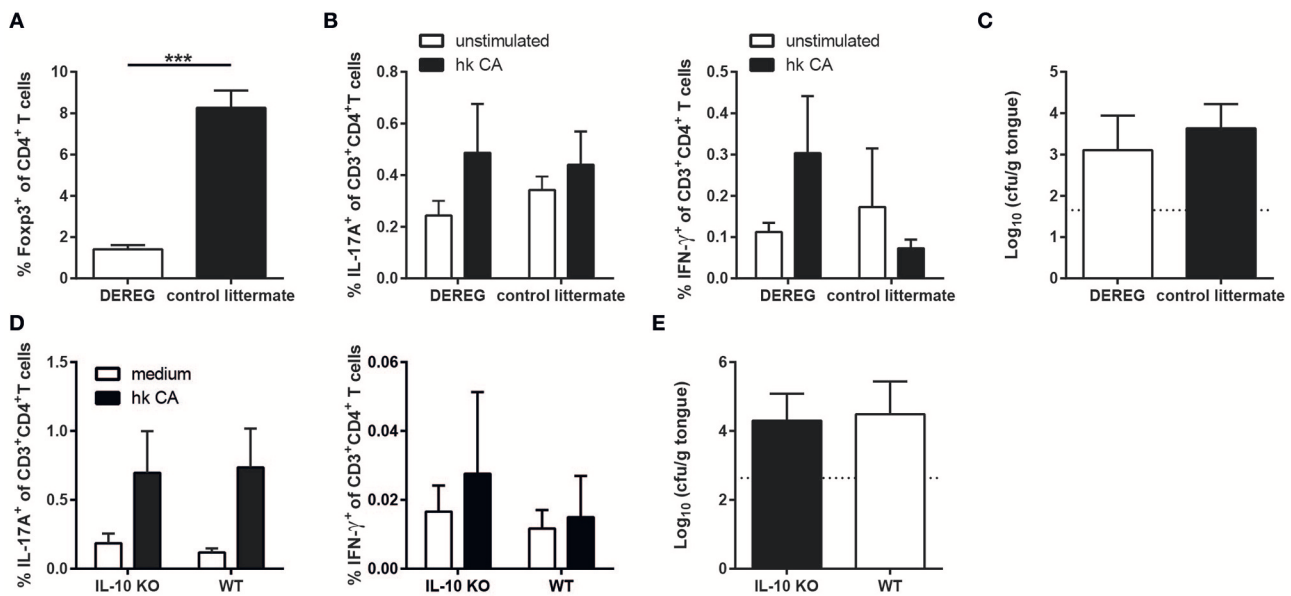 A
% Foxp3⁺ of CD4⁺ T cells
***
10
8
6
4
2
0
DEREG control littermate
B
unstimulated
hk CA
% IL-17A⁺ of CD3⁺CD4⁺T cells
0.8
0.6
0.4
0.2
0.0
DEREG control littermate
unstimulated
hk CA
% IFN-γ⁺ of CD3⁺CD4⁺ T cells
0.5
0.4
0.3
0.2
0.1
0.0
DEREG control littermate
C
Log₁₀ (cfu/g tongue)
5
4
3
2
1
0
DEREG control littermate
D
medium
hk CA
% IL-17A⁺ of CD3⁺CD4⁺T cells
1.5
1.0
0.5
0.0
IL-10 KO WT
% IFN-γ⁺ of CD3⁺CD4⁺ T cells
0.06
0.04
0.02
0.00
IL-10 KO WT
E
Log₁₀ (cfu/g tongue)
6
4
2
0
IL-10 KO WT